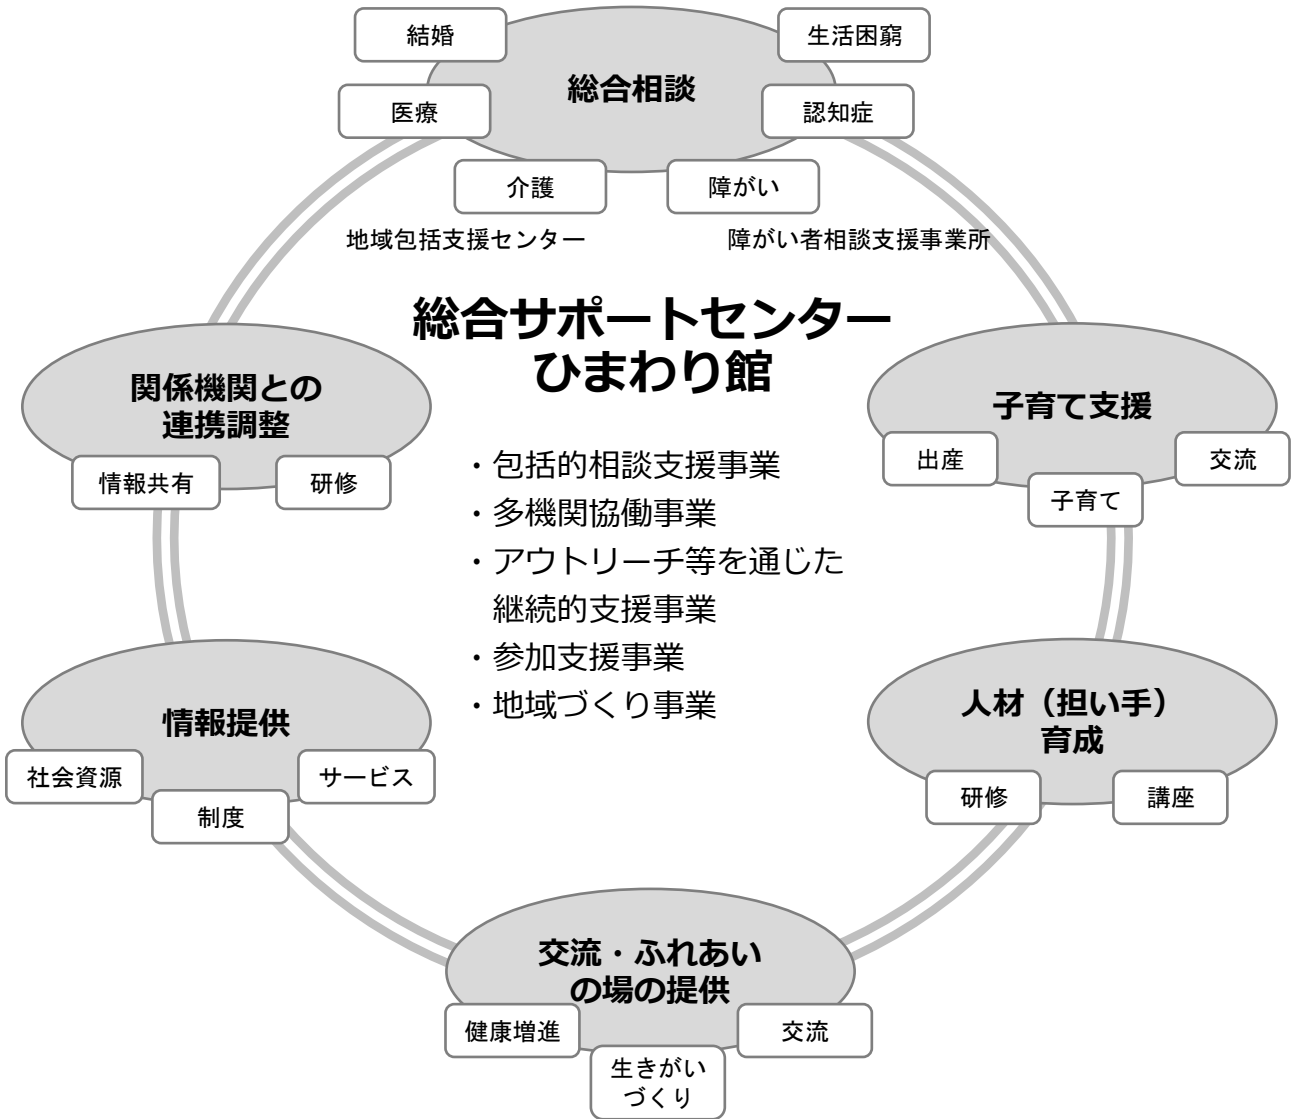 結婚
生活困窮
総合相談
医療
認知症
介護
障がい
地域包括支援センター
障がい者相談支援事業所
総合サポートセンター
ひまわり館
関係機関との
連携調整
情報共有
研修
子育て支援
出産
交流
子育て
・包括的相談支援事業
・多機関協働事業
・アウトリーチ等を通じた
継続的支援事業
・参加支援事業
・地域づくり事業
情報提供
社会資源
サービス
制度
人材（担い手）
育成
研修
講座
交流・ふれあい
の場の提供
健康増進
交流
生きがい
づくり